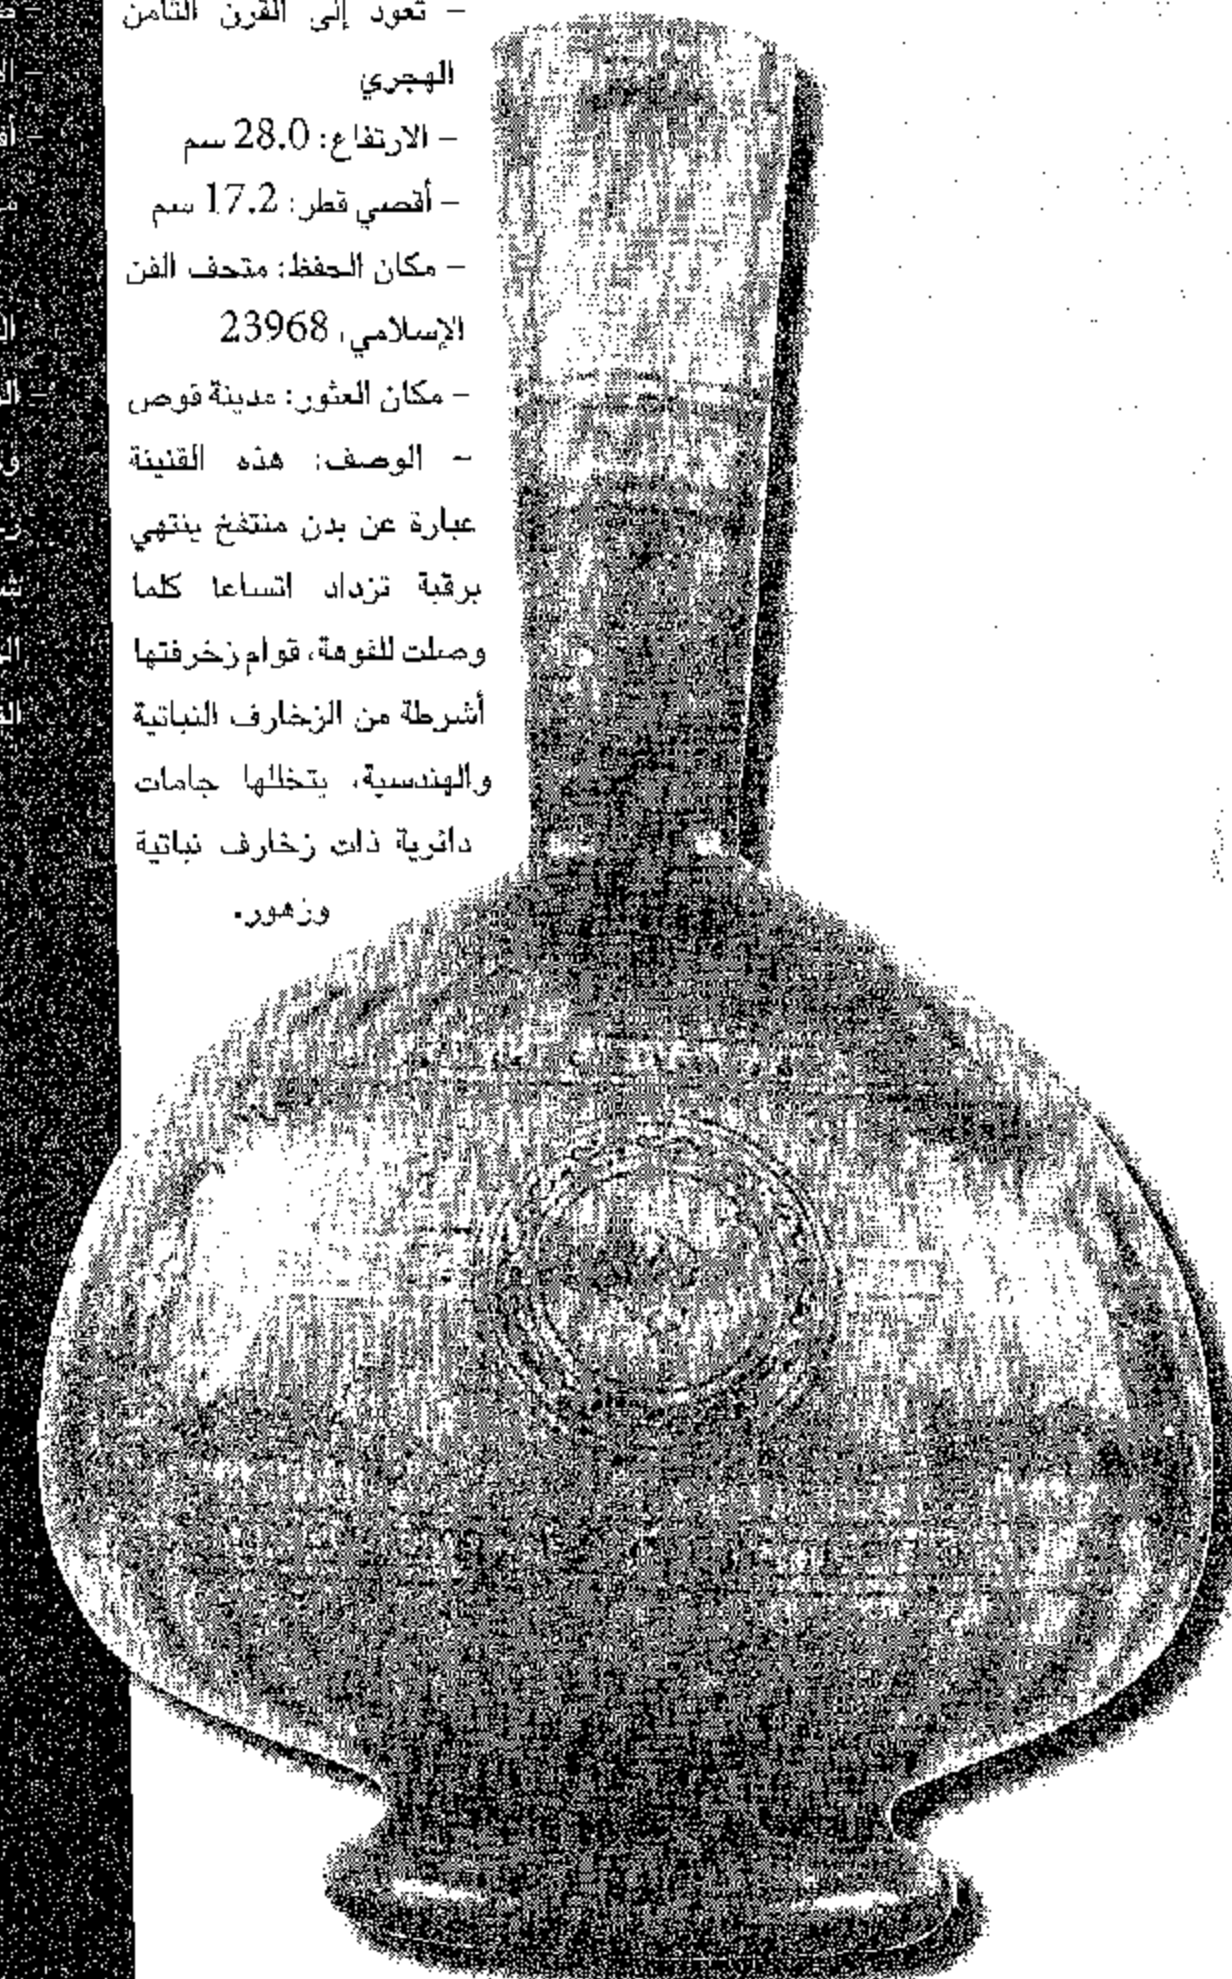 – تعود إلى القرن الثامن
الهجري
– الارتفاع: 28.0 سم
– أقصي قطر: 17.2 سم
– مكان الحفظ: متحف الفن
الإسلامي، 23968
– مكان العثور: مدينة قوص
– الوصف: هذه القنينة
عبارة عن بدن منتفخ ينتهي
برقبة تزداد اتساعا كلما
وصلت للفوهة، قوام زخرفتها
أشرطة من الزخارف النباتية
والهندسية، يتخللها جامات
دائرية ذات زخارف نباتية
وزهور.